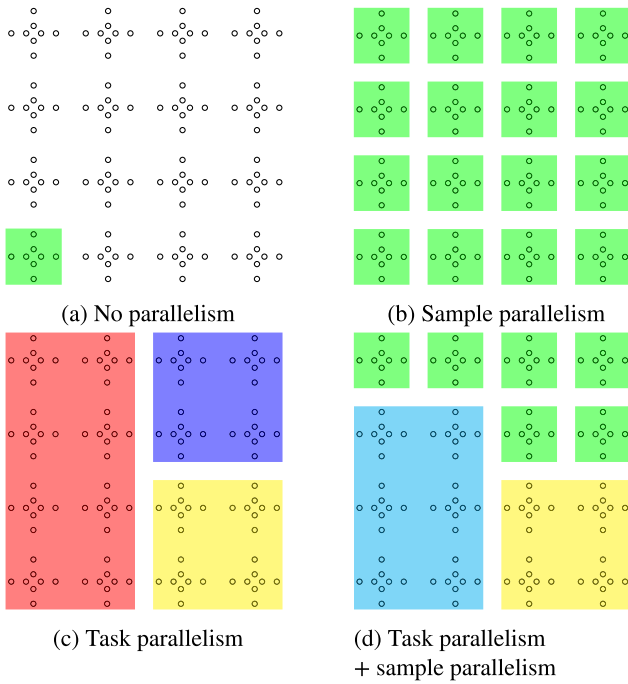 (a) No parallelism
(b) Sample parallelism
(c) Task parallelism
(d) Task parallelism
+ sample parallelism